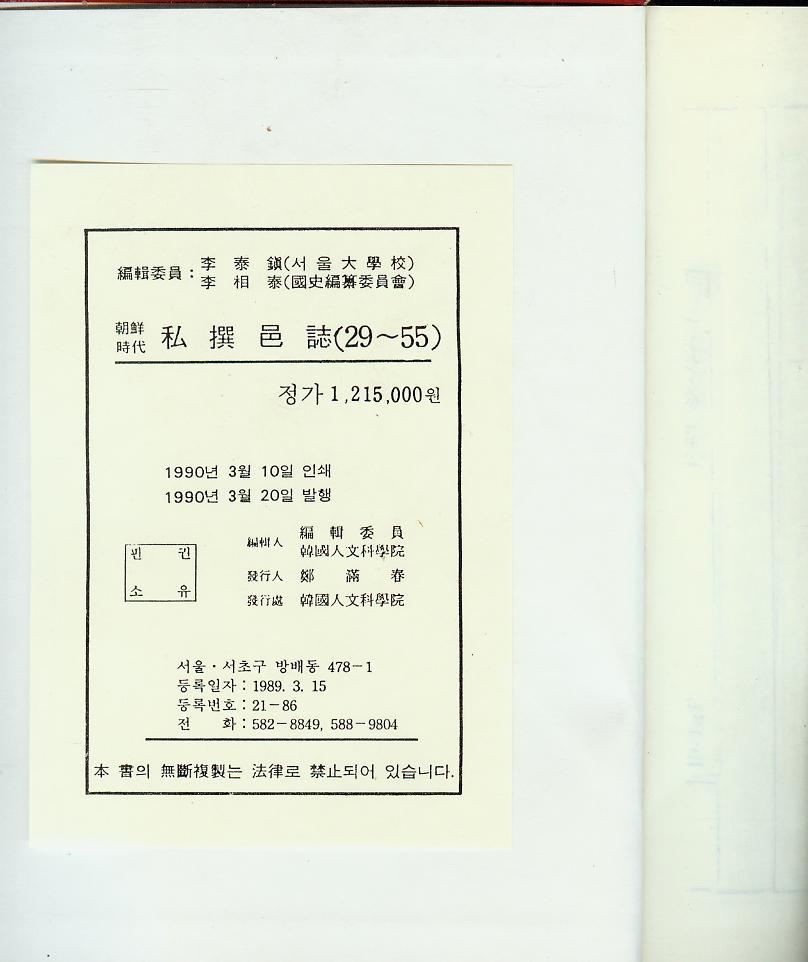 編輯委員 : 李 泰 鎭(서 울 大 學 校)
李 相 泰(國史編纂委員會)
朝鮮時代 私 撰 邑 誌(29～55)
정가 1,215,000원
1990년 3월 10일 인쇄
1990년 3월 20일 발행
編輯人 編 輯 委 員
韓國人文科學院
發行人 鄭 滿 春
發行處 韓國人文科學院
판 권
소 유
서울·서초구 방배동 478－1
등록일자 : 1989. 3. 15
등록번호 : 21－86
전 화 : 582－8849, 588－9804
本 書의 無斷複製는 法律로 禁止되어 있습니다.